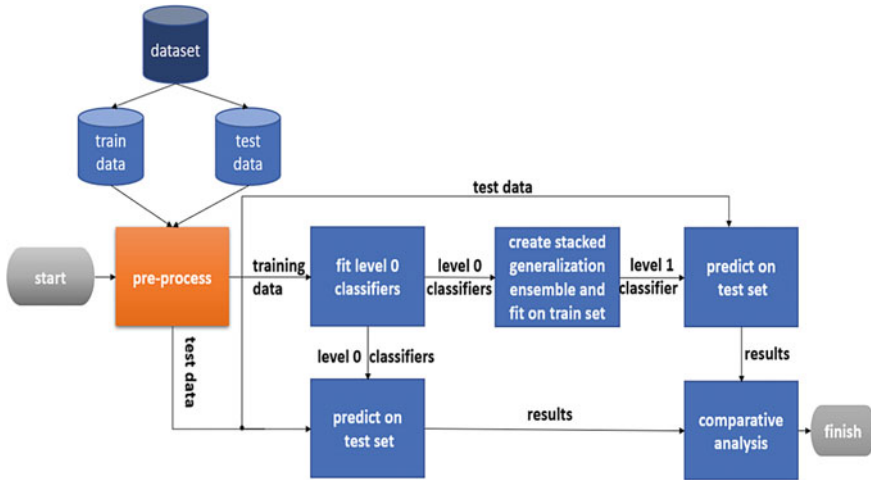 dataset
train
data
test
data
test data
start
pre-process
training
data
fit level 0
classifiers
level 0
classifiers
create stacked
generalization
ensemble and
fit on train set
level 1
classifier
predict on
test set
test data
level 0 classifiers
results
predict on
test set
results
comparative
analysis
finish